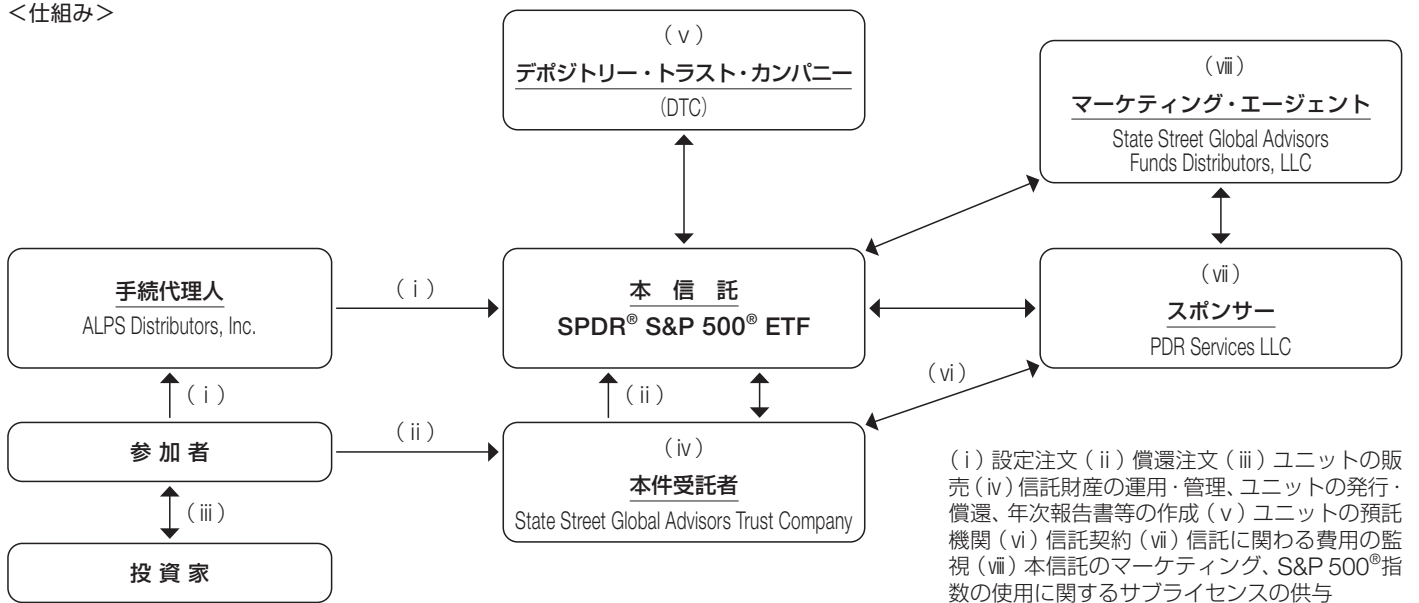 ＜仕組み＞
（ⅴ）
デポジトリー・トラスト・カンパニー
(DTC)
（ⅷ）
マーケティング・エージェント
State Street Global Advisors
Funds Distributors, LLC
手続代理人
ALPS Distributors, Inc.
（ⅰ）
本 信 託
SPDR® S&P 500® ETF
（ⅶ）
スポンサー
PDR Services LLC
（ⅰ）
（ⅱ）
（ⅵ）
参 加 者
（ⅱ）
（ⅳ）
本件受託者
State Street Global Advisors Trust Company
（ⅲ）
投 資 家
（ⅰ）設定注文（ⅱ）償還注文（ⅲ）ユニットの販
売（ⅳ）信託財産の運用・管理、ユニットの発行・
償還、年次報告書等の作成（ⅴ）ユニットの預託
機関（ⅵ）信託契約（ⅶ）信託に関わる費用の監
視（ⅷ）本信託のマーケティング、S&P 500®指
数の使用に関するサブライセンスの供与